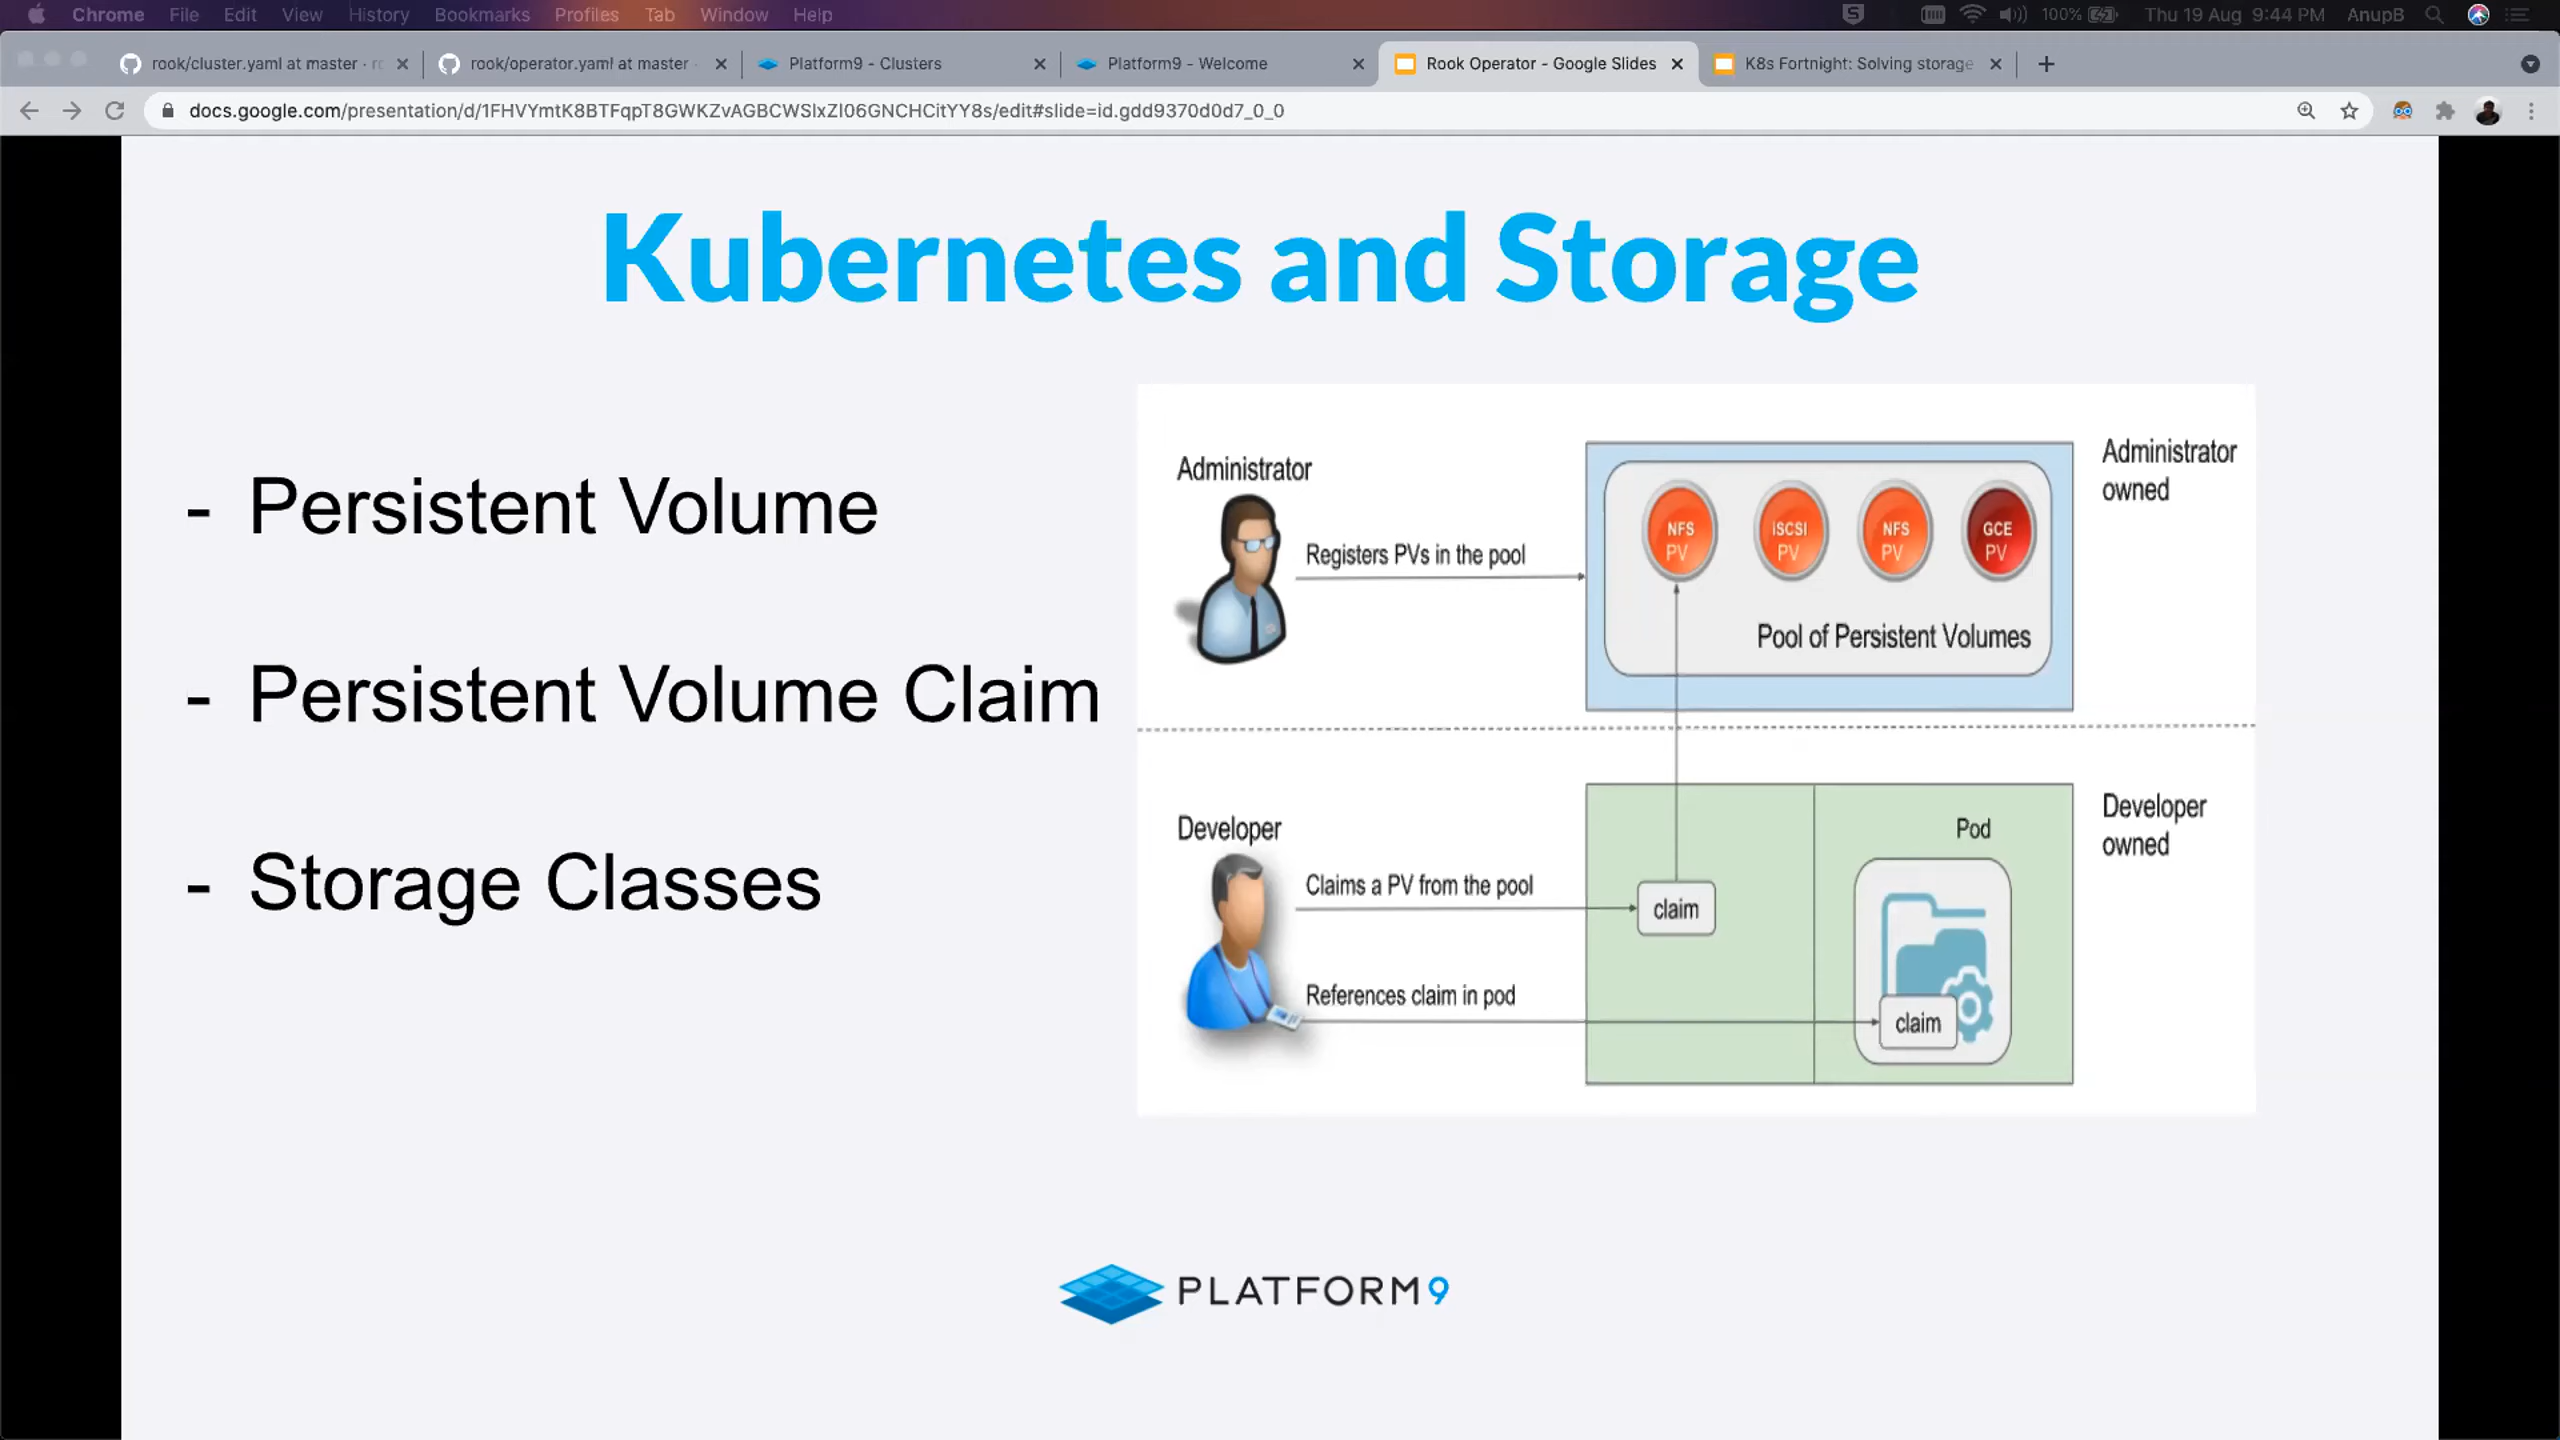 Chrome File Edit View History Bookmarks Profiles Tab Window Help 100% Thu 19 Aug 9:44 PM AnupB
rook/cluster.yaml at master · rook/operator.yaml at master · Platform9 - Clusters Platform9 - Welcome Rook Operator - Google Slides K8s Fortnight: Solving storage
docs.google.com/presentation/d/1FHVYmtK8BTFqpT8GWKZvAGBCWSlxZl06GNCHCitYY8s/edit#slide=id.gdd9370d0d7_0_0
Kubernetes and Storage
- Persistent Volume
- Persistent Volume Claim
- Storage Classes
Administrator
Registers PVs in the pool
NFS PV
iSCSI PV
NFS PV
GCE PV
Pool of Persistent Volumes
Administrator
owned
Developer
Claims a PV from the pool
References claim in pod
claim
Pod
claim
Developer
owned
PLATFORM9